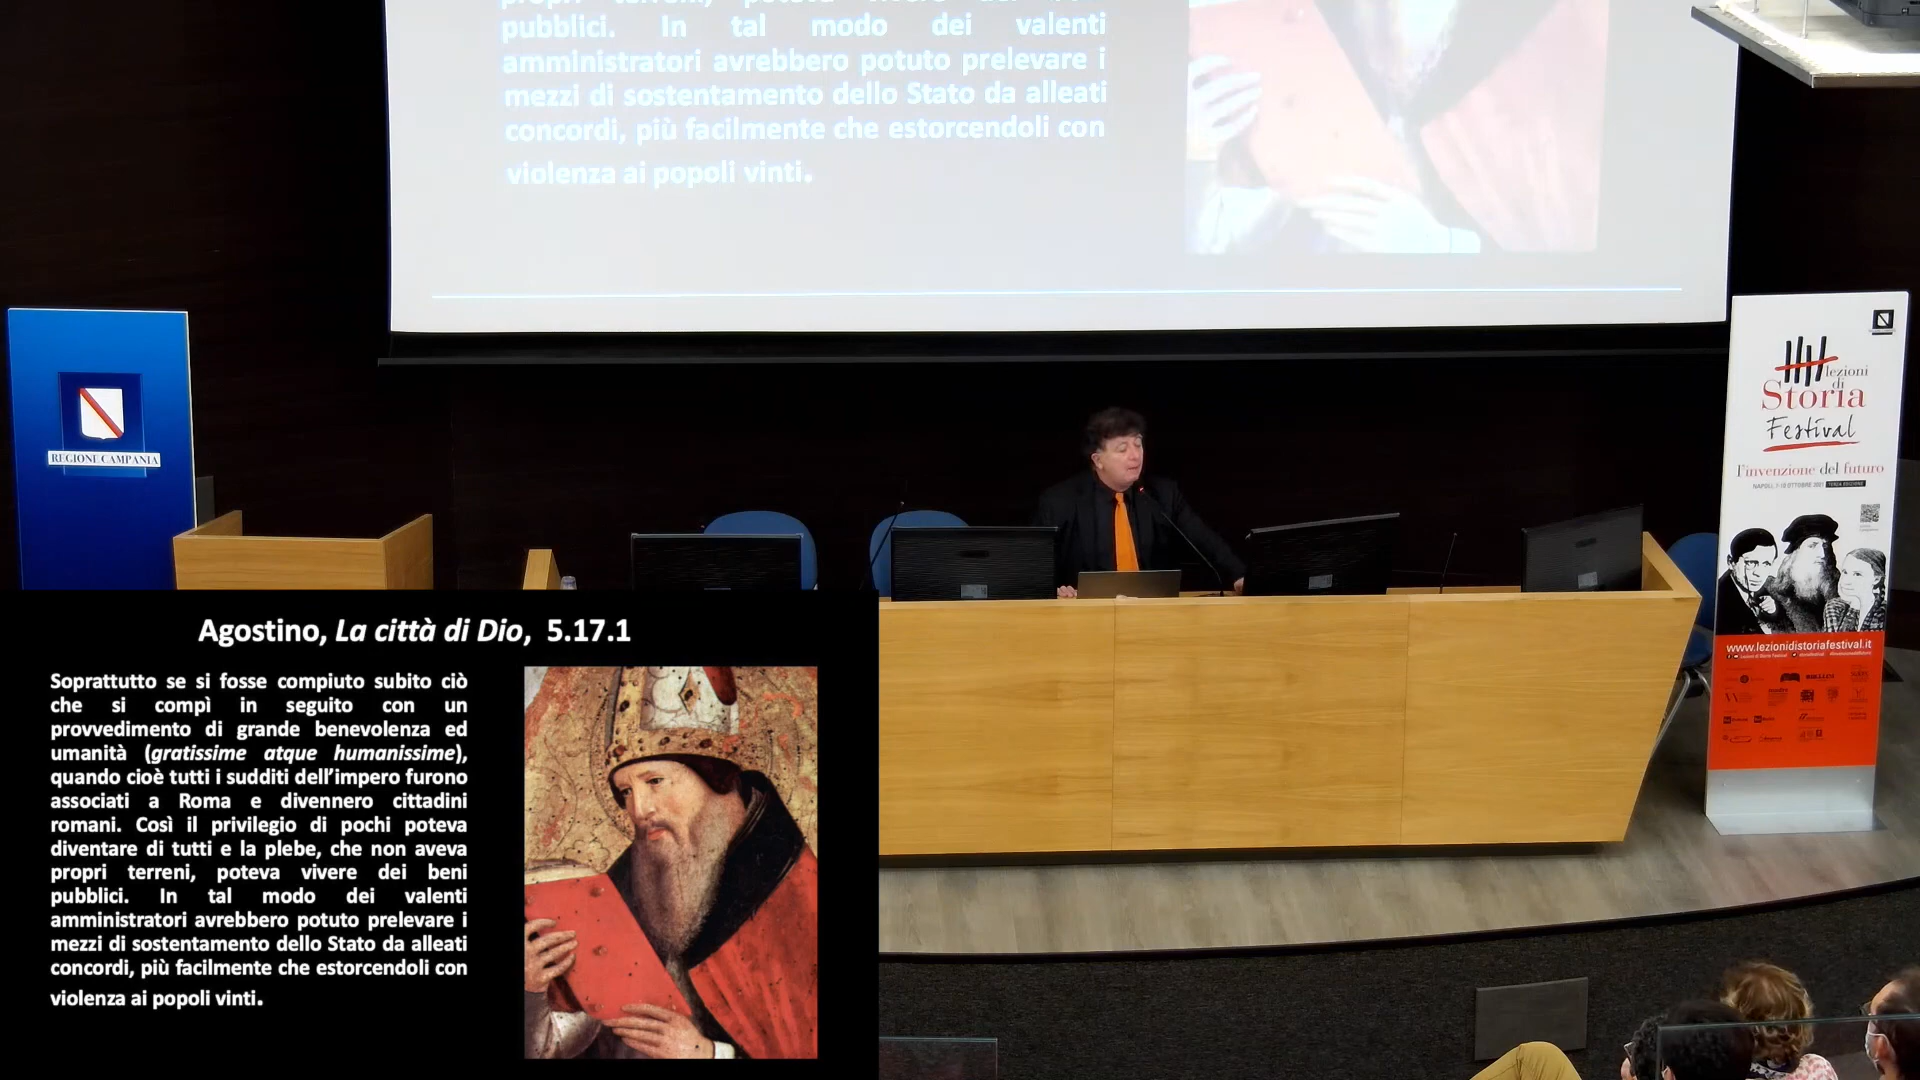 pubblici. In tal modo dei valenti
amministratori avrebbero potuto prelevare i
mezzi di sostentamento dello Stato da alleati
concordi, più facilmente che estorcendoli con
violenza ai popoli vinti.
REGIONE CAMPANIA
lezioni
di
Storia
Festival
l'invenzione del futuro
NAPOLI, 7-10 OTTOBRE 2021 TERZA EDIZIONE
www.lezionidistoriafestival.it
Agostino, La città di Dio, 5.17.1
Soprattutto se si fosse compiuto subito ciò
che si compì in seguito con un
provvedimento di grande benevolenza ed
umanità (gratissime atque humanissime),
quando cioè tutti i sudditi dell'impero furono
associati a Roma e divennero cittadini
romani. Così il privilegio di pochi poteva
diventare di tutti e la plebe, che non aveva
propri terreni, poteva vivere dei beni
pubblici. In tal modo dei valenti
amministratori avrebbero potuto prelevare i
mezzi di sostentamento dello Stato da alleati
concordi, più facilmente che estorcendoli con
violenza ai popoli vinti.